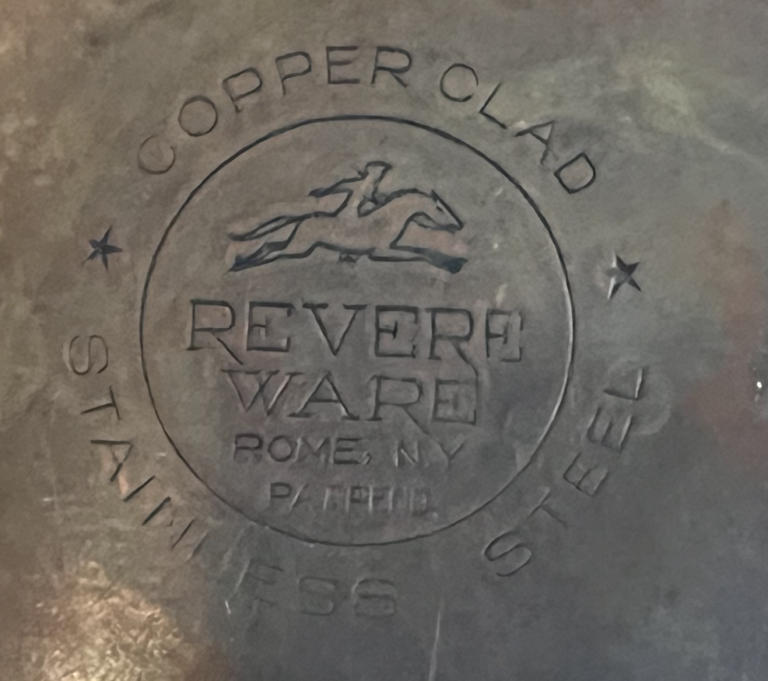 COPPER CLAD
REVERE
WARE
ROME, N.Y
PAT. PEND.
STAINLESS STEEL